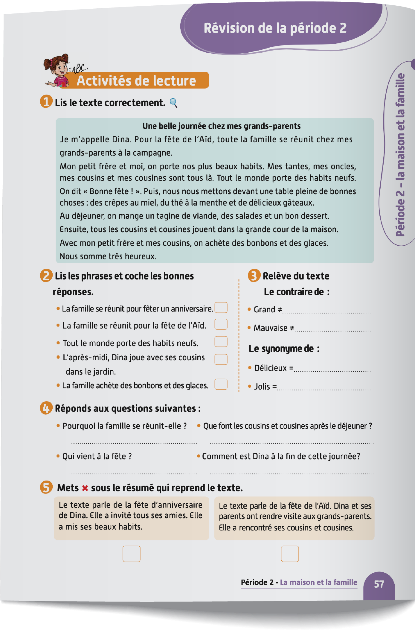 Révision de la période 2
Activités de lecture
1 Lis le texte correctement.
Une belle journée chez mes grands-parents
Je m'appelle Dina. Pour la fête de l'Aïd, toute la famille se réunit chez mes
grands-parents à la campagne.
Mon petit frère et moi, on porte nos plus beaux habits. Mes tantes, mes oncles,
mes cousins et mes cousines sont tous là. Tout le monde porte des habits neufs.
On dit « Bonne fête ! ». Puis, nous nous mettons devant une table pleine de bonnes
choses : des crêpes au miel, du thé à la menthe et de délicieux gâteaux.
Au déjeuner, on mange un tagine de viande, des salades et un bon dessert.
Ensuite, tous les cousins et cousines jouent dans la grande cour de la maison.
Avec mon petit frère et mes cousins, on achète des bonbons et des glaces.
Nous somme très heureux.
2 Lis les phrases et coche les bonnes
réponses.
• La famille se réunit pour fêter un anniversaire.
• La famille se réunit pour la fête de l'Aïd.
• Tout le monde porte des habits neufs.
• L'après-midi, Dina joue avec ses cousins
dans le jardin.
• La famille achète des bonbons et des glaces.
3 Relève du texte
Le contraire de :
• Grand ≠
• Mauvaise ≠
Le synonyme de :
• Délicieux =
• Jolis =
4 Réponds aux questions suivantes :
• Pourquoi la famille se réunit-elle ? • Que font les cousins et cousines après le déjeuner ?
• Qui vient à la fête ? • Comment est Dina à la fin de cette journée?
5 Mets × sous le résumé qui reprend le texte.
Le texte parle de la fête d'anniversaire
de Dina. Elle a invité tous ses amies. Elle
a mis ses beaux habits.
Le texte parle de la fête de l'Aïd. Dina et ses
parents ont rendre visite aux grands-parents.
Elle a rencontré ses cousins et cousines.
Période 2 - La maison et la famille 57
Période 2 - la maison et la famille